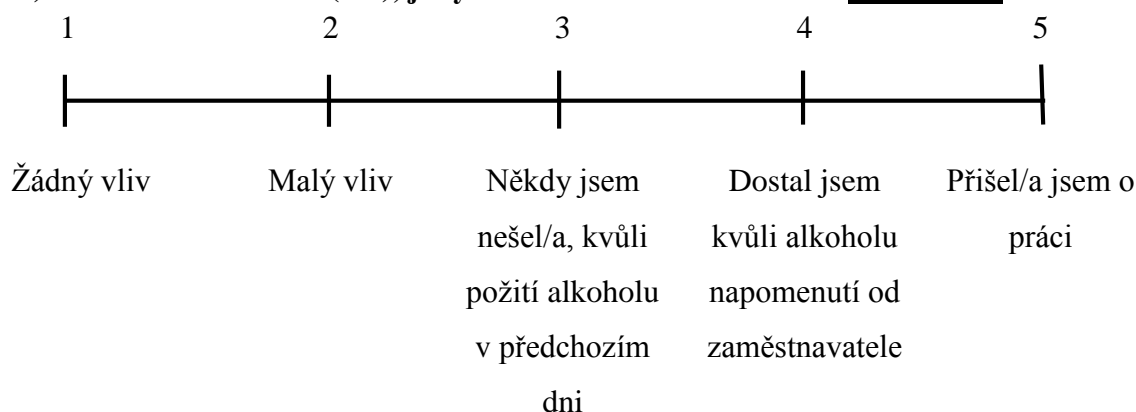 1 2 3 4 5
Žádný vliv Malý vliv Někdy jsem Dostal jsem Přišel/a jsem o
nešel/a, kvůli kvůli alkoholu práci
požití alkoholu napomenutí od
v předchozím zaměstnavatele
dni